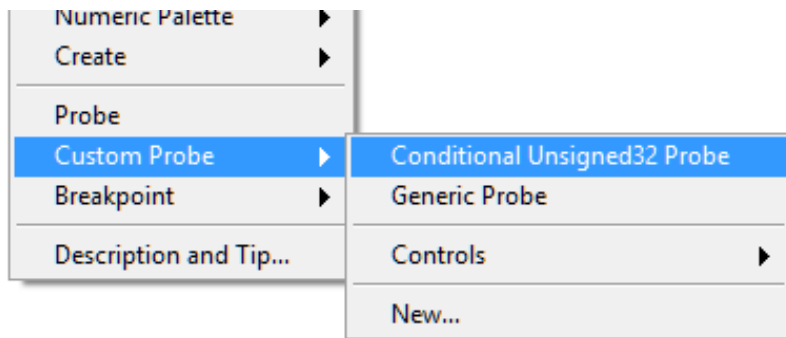 Numeric Palette
Create
Probe
Custom Probe
Breakpoint
Description and Tip...
Conditional Unsigned32 Probe
Generic Probe
Controls
New...